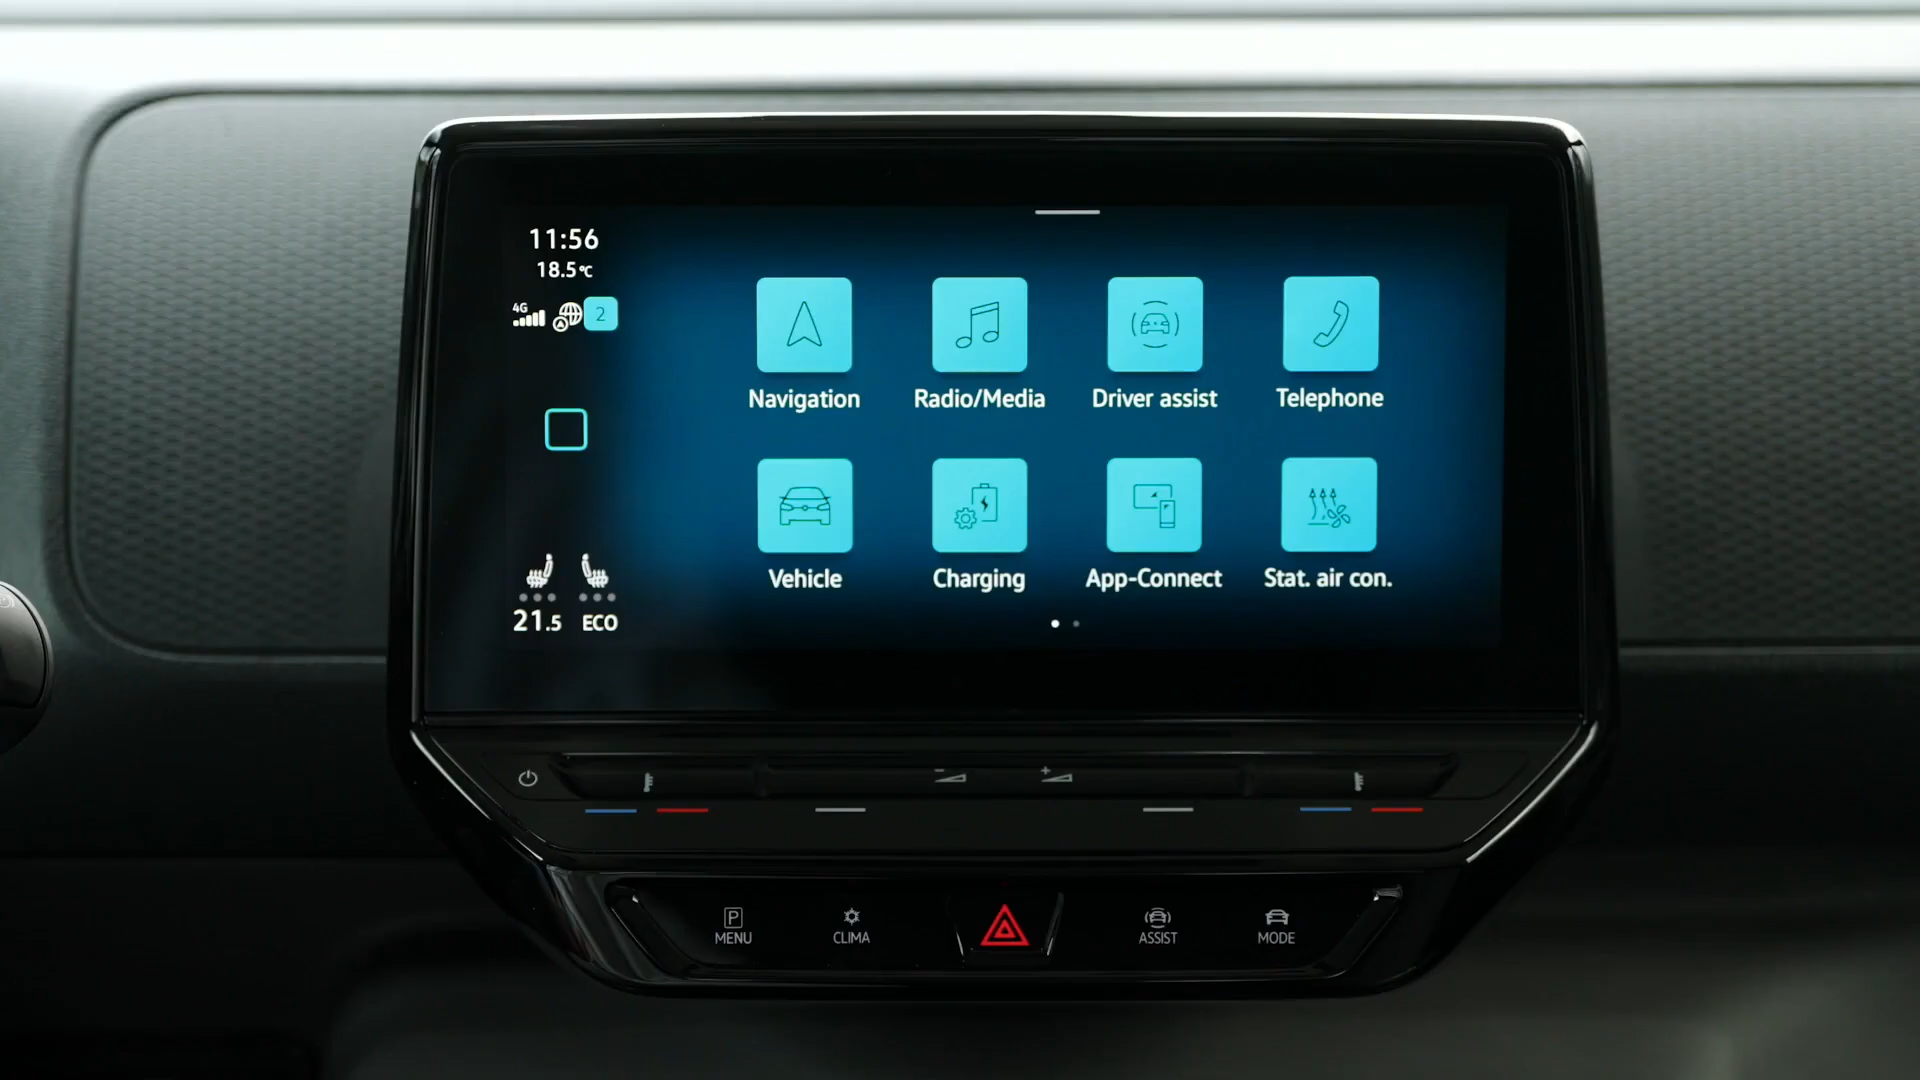 11:56
18.5°C
4G
2
Navigation
Radio/Media
Driver assist
Telephone
Vehicle
Charging
App-Connect
Stat. air con.
21.5
ECO
- +
P
MENU
CLIMA
ASSIST
MODE